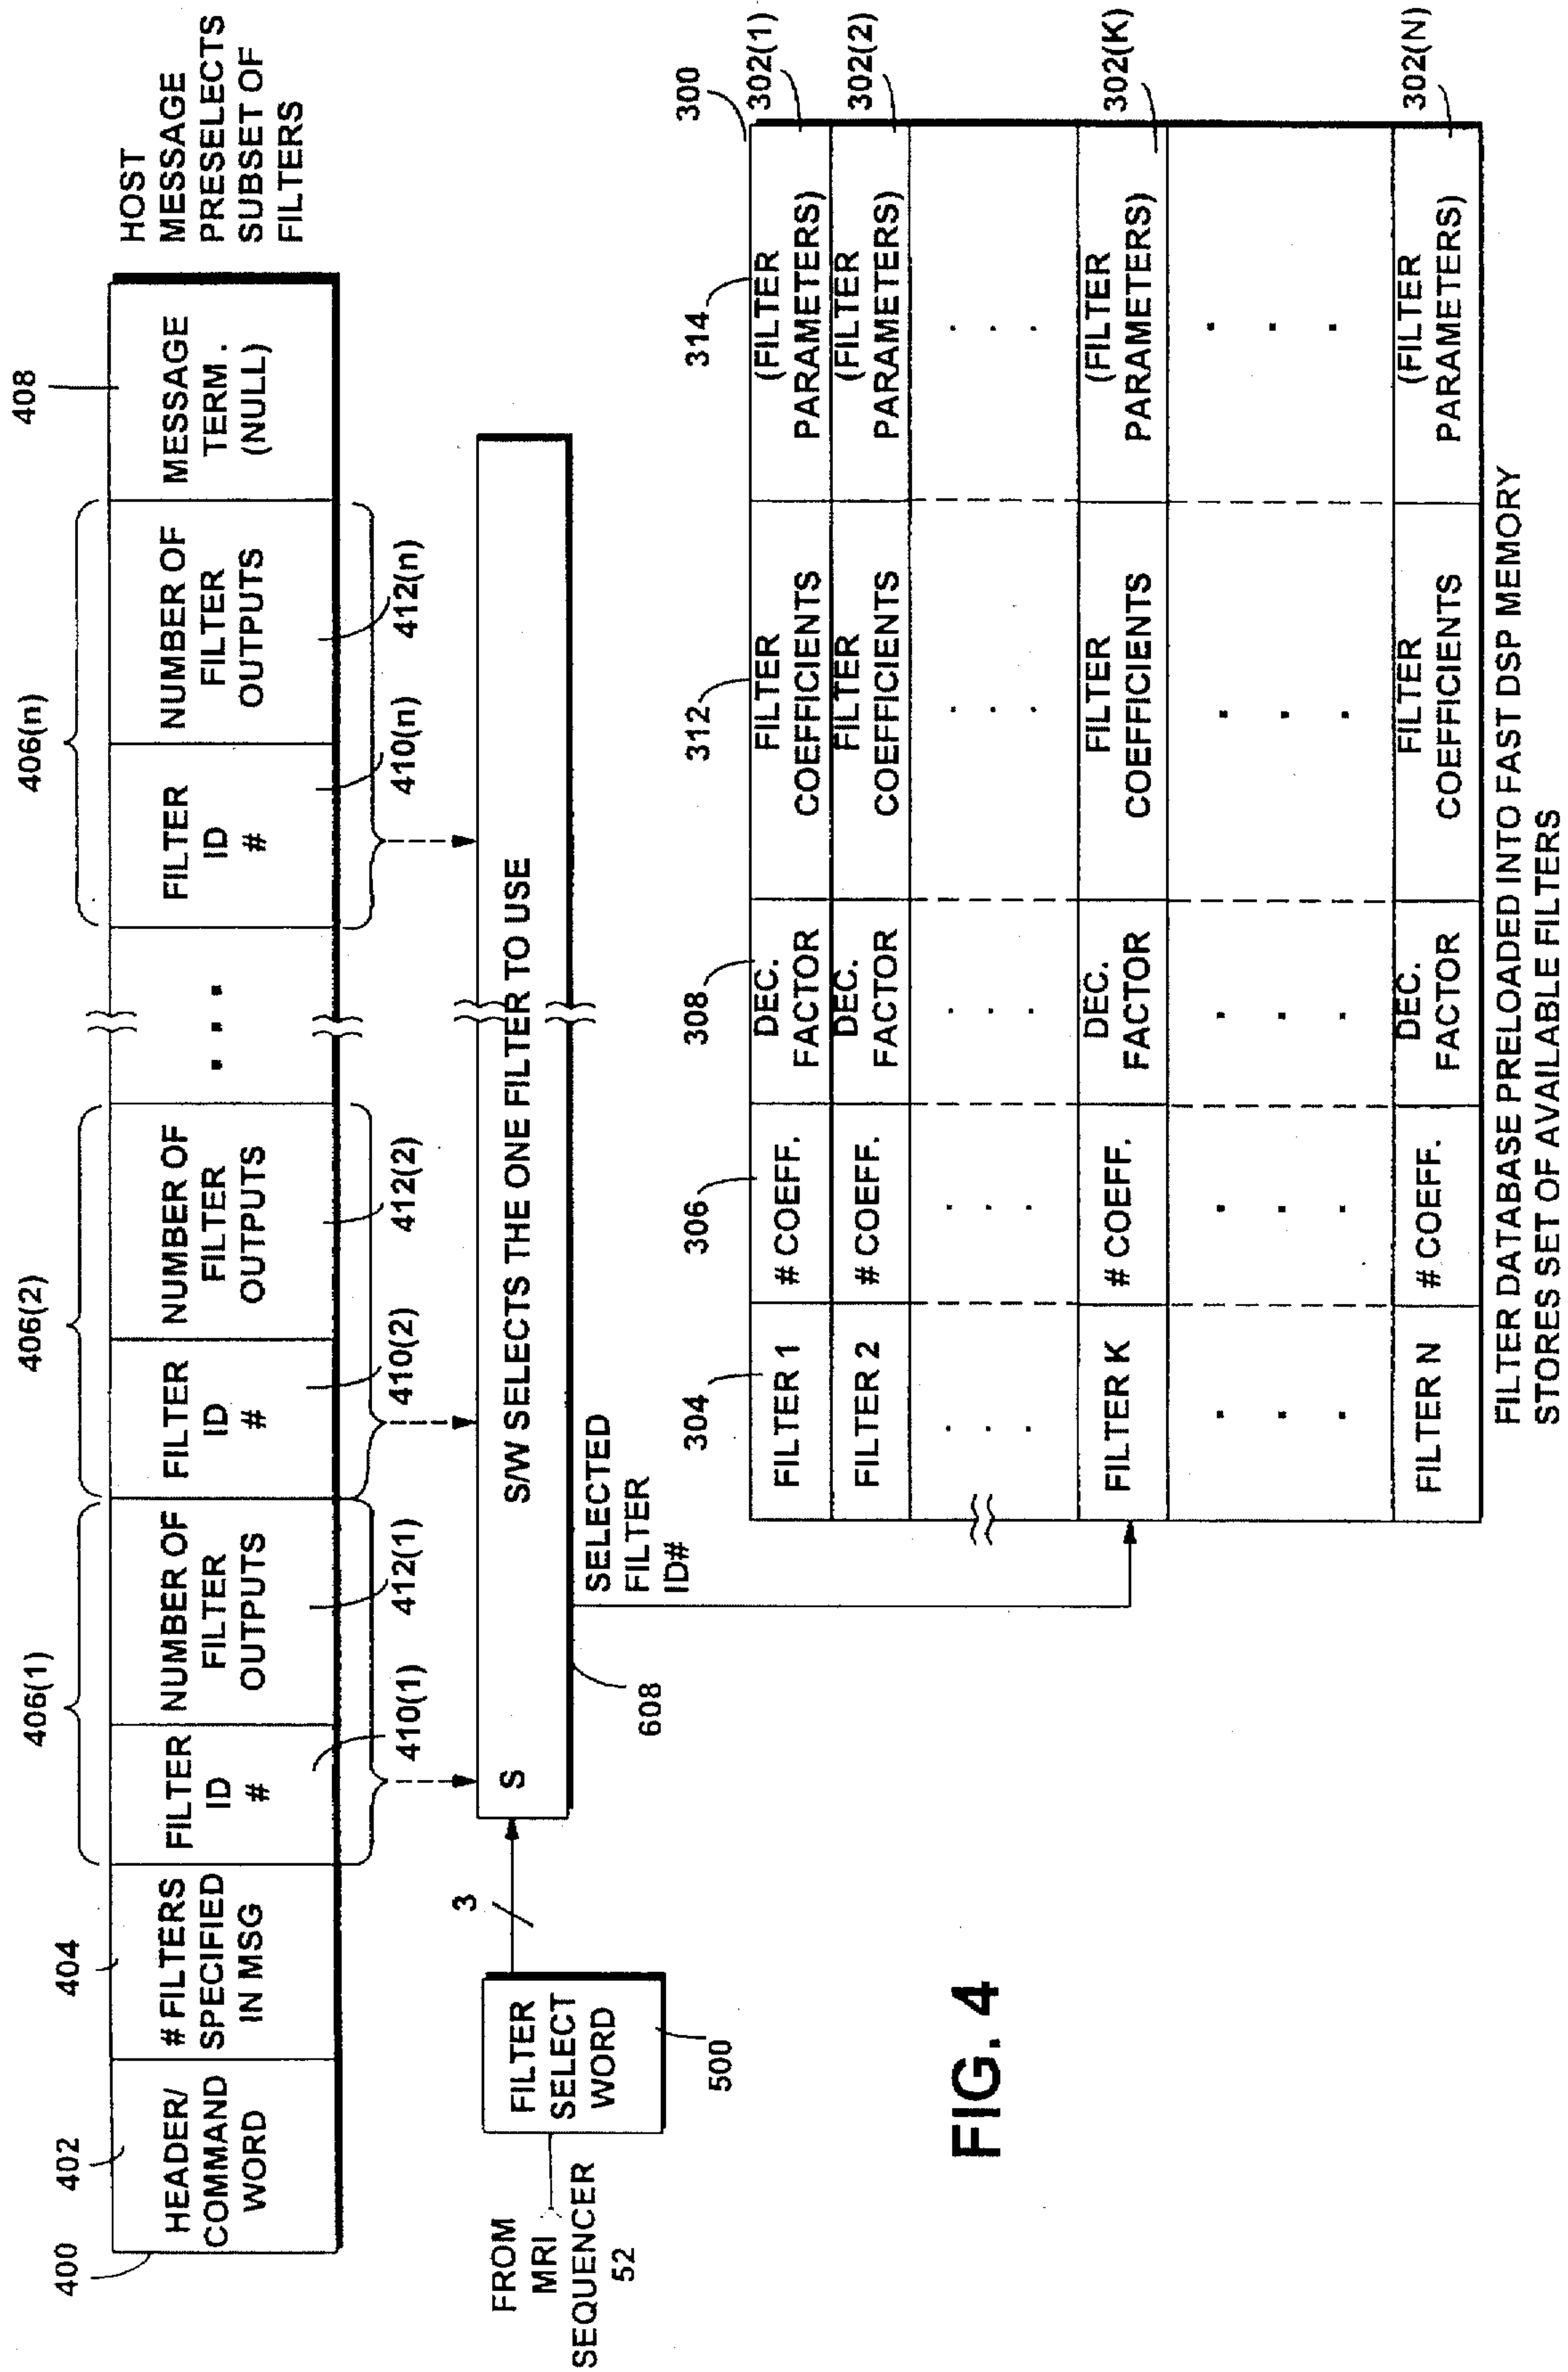 400
402
404
406(1)
406(2)
406(n)
408
HEADER/
COMMAND
WORD
# FILTERS
SPECIFIED
IN MSG
FILTER
ID
#
NUMBER OF
FILTER
OUTPUTS
FILTER
ID
#
NUMBER OF
FILTER
OUTPUTS
. . .
FILTER
ID
#
NUMBER OF
FILTER
OUTPUTS
MESSAGE
TERM.
(NULL)
HOST
MESSAGE
PRESELECTS
SUBSET OF
FILTERS
410(1)
412(1)
410(2)
412(2)
410(n)
412(n)
FROM
MRI
SEQUENCER
52
FILTER
SELECT
WORD
500
3
S
S/W SELECTS THE ONE FILTER TO USE
608
SELECTED
FILTER
ID#
304
306
308
312
314
300
FILTER 1
# COEFF.
DEC.
FACTOR
FILTER
COEFFICIENTS
(FILTER
PARAMETERS)
302(1)
FILTER 2
# COEFF.
DEC.
FACTOR
FILTER
COEFFICIENTS
(FILTER
PARAMETERS)
302(2)
. . .
. . .
. . .
. . .
. . .
FILTER K
# COEFF.
DEC.
FACTOR
FILTER
COEFFICIENTS
(FILTER
PARAMETERS)
302(K)
. . .
. . .
. . .
. . .
. . .
FILTER N
# COEFF.
DEC.
FACTOR
FILTER
COEFFICIENTS
(FILTER
PARAMETERS)
302(N)
FILTER DATABASE PRELOADED INTO FAST DSP MEMORY
STORES SET OF AVAILABLE FILTERS
FIG. 4